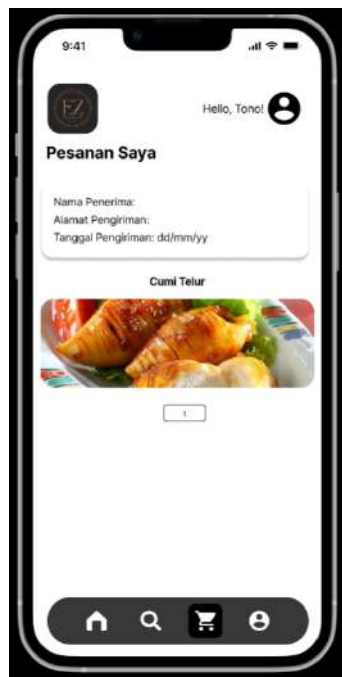 9:41
Hello, Tono!
Pesanan Saya
Nama Penerima:
Alamat Pengiriman:
Tanggal Pengiriman: dd/mm/yy
Cumi Telur
1